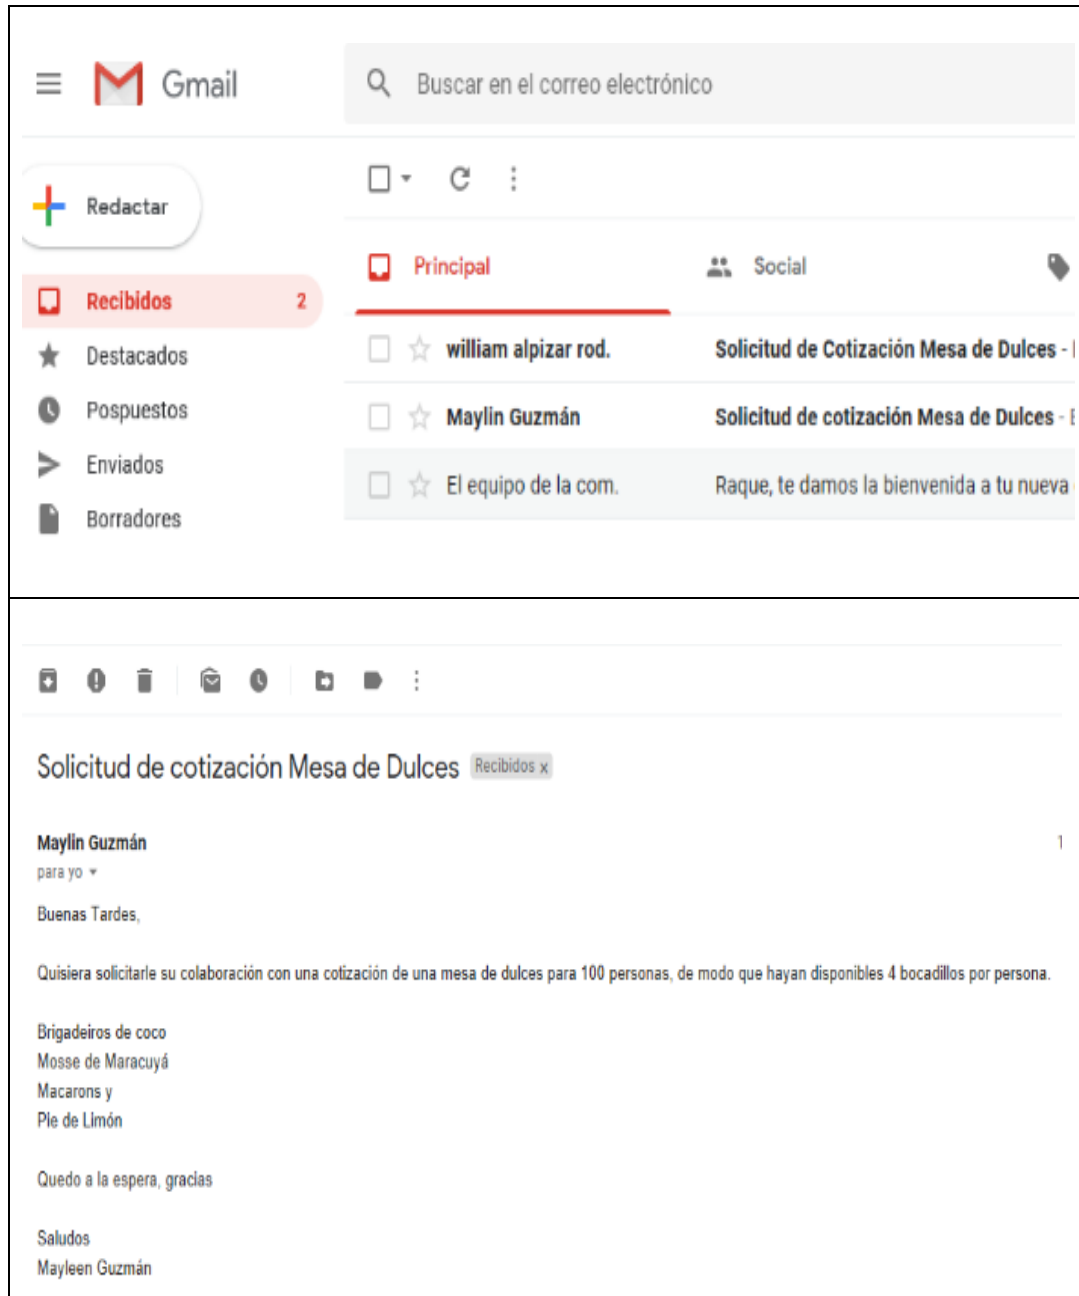 Gmail
Buscar en el correo electrónico
Redactar
Principal
Social
Recibidos 2
Destacados
Pospuestos
Enviados
Borradores
william alpizar rod. Solicitud de Cotización Mesa de Dulces -
Maylin Guzmán Solicitud de cotización Mesa de Dulces -
El equipo de la com. Raque, te damos la bienvenida a tu nueva
Solicitud de cotización Mesa de Dulces Recibidos x
Maylin Guzmán 1
para yo
Buenas Tardes,
Quisiera solicitarle su colaboración con una cotización de una mesa de dulces para 100 personas, de modo que hayan disponibles 4 bocadillos por persona.
Brigadeiros de coco
Mosse de Maracuyá
Macarons y
Pie de Limón
Quedo a la espera, gracias
Saludos
Mayleen Guzmán